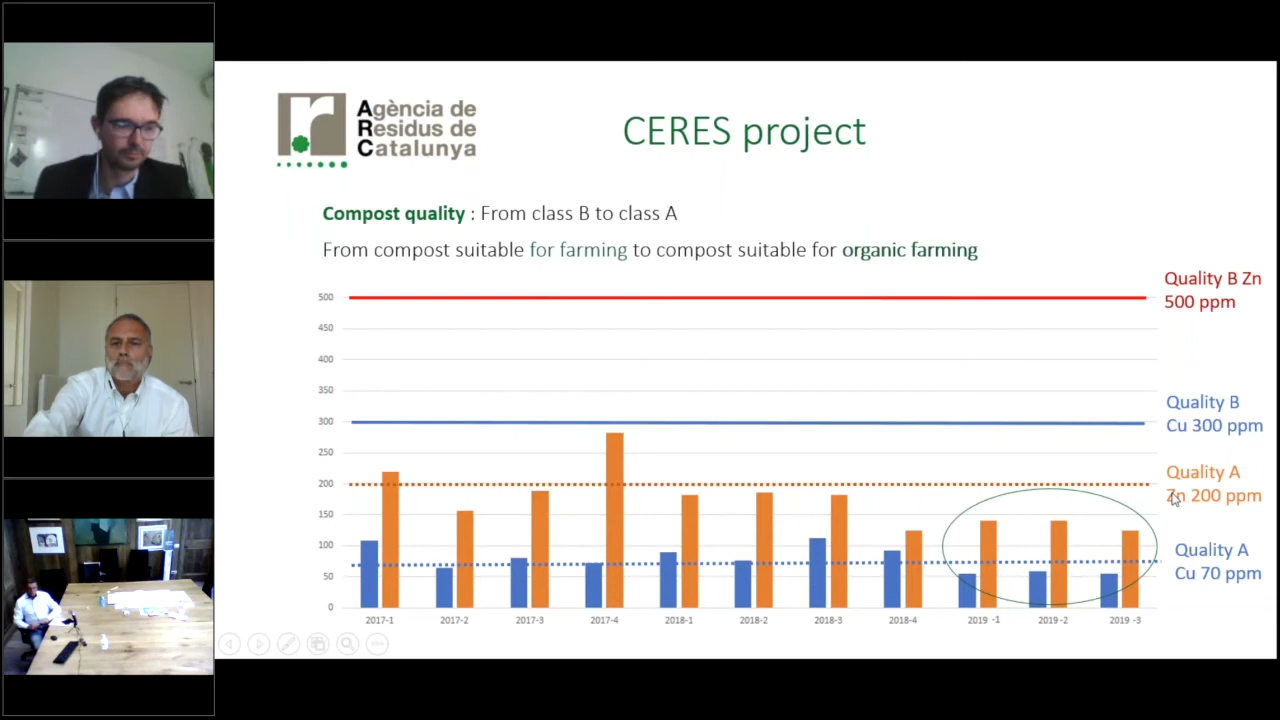 Agència de
Residus de
Catalunya
CERES project
Compost quality : From class B to class A
From compost suitable for farming to compost suitable for organic farming
Quality B Zn
500 ppm
Quality B
Cu 300 ppm
Quality A
Zn 200 ppm
Quality A
Cu 70 ppm
500
450
400
350
300
250
200
150
100
50
0
2017-1 2017-2 2017-3 2017-4 2018-1 2018-2 2018-3 2018-4 2019 -1 2019 -2 2019 -3